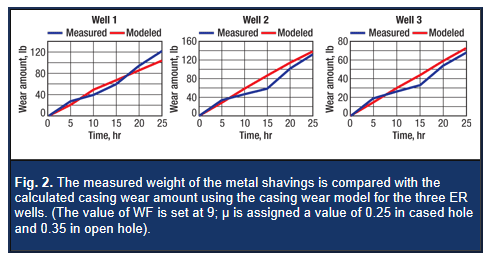 Well 1
Measured Modeled
Wear amount, lb
120
80
40
0
0 5 10 15 20 25
Time, hr
Well 2
Measured Modeled
Wear amount, lb
160
120
80
40
0
0 5 10 15 20 25
Time, hr
Well 3
Measured Modeled
Wear amount, lb
80
60
40
20
0
0 5 10 15 20 25
Time, hr
Fig. 2. The measured weight of the metal shavings is compared with the
calculated casing wear amount using the casing wear model for the three ER
wells. (The value of WF is set at 9; μ is assigned a value of 0.25 in cased hole
and 0.35 in open hole).